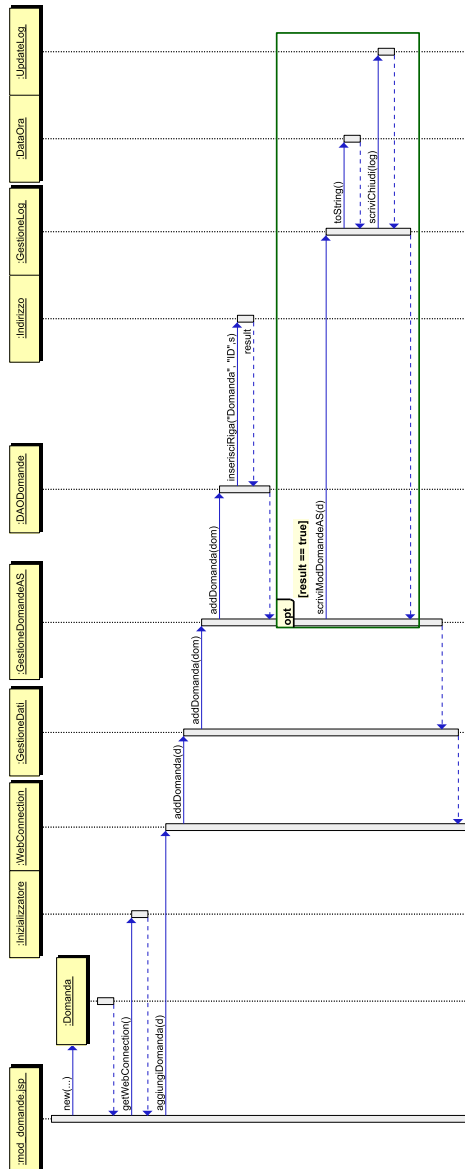 :mod_domande.jsp
:Domanda
:Inizializzatore
:WebConnection
:GestioneDati
:GestioneDomandeAS
:DAODomande
:Indirizzo
:GestioneLog
:DataOra
:UpdateLog
new(...)
getWebConnection()
aggiungiDomanda(d)
addDomanda(d)
addDomanda(dom)
addDomanda(dom)
inserisciRiga("Domanda", "ID",s)
result
opt
[result == true]
scriviModDomandeAS(d)
toString()
scriviChiudi(log)